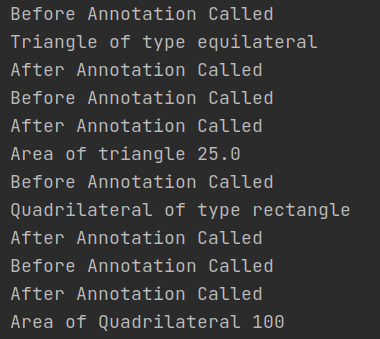 Before Annotation Called
Triangle of type equilateral
After Annotation Called
Before Annotation Called
After Annotation Called
Area of triangle 25.0
Before Annotation Called
Quadrilateral of type rectangle
After Annotation Called
Before Annotation Called
After Annotation Called
Area of Quadrilateral 100